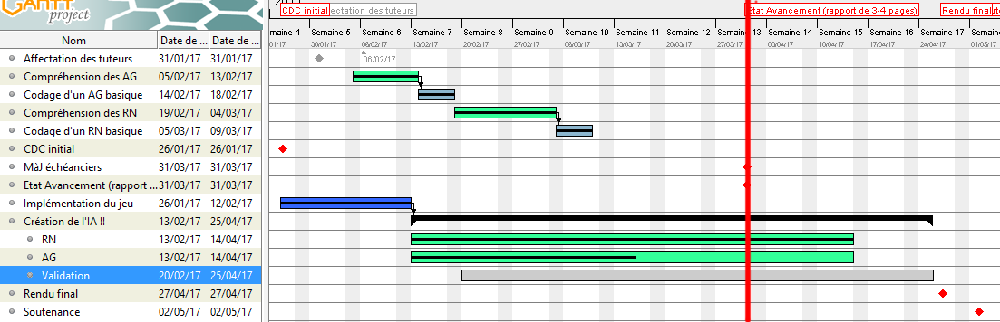 GANTT
project
CDC initial ectation des tuteurs Etat Avancement (rapport de 3-4 pages) Rendu final
Nom Date de ... Date de ...
maine 4 Semaine 5 Semaine 6 Semaine 7 Semaine 8 Semaine 9 Semaine 10 Semaine 11 Semaine 12 13 Semaine 14 Semaine 15 Semaine 16 Semaine 17 Semaine
01/17 30/01/17 06/02/17 13/02/17 20/02/17 27/02/17 06/03/17 13/03/17 20/03/17 27/03/17 03/04/17 10/04/17 17/04/17 24/04/17 01/05/17
Affectation des tuteurs 31/01/17 31/01/17
06/02/17
Compréhension des AG 05/02/17 13/02/17
Codage d'un AG basique 14/02/17 18/02/17
Compréhension des RN 19/02/17 04/03/17
Codage d'un RN basique 05/03/17 09/03/17
CDC initial 26/01/17 26/01/17
MàJ échéanciers 31/03/17 31/03/17
Etat Avancement (rapport ... 31/03/17 31/03/17
Implémentation du jeu 26/01/17 12/02/17
Création de l'IA !! 13/02/17 25/04/17
RN 13/02/17 14/04/17
AG 13/02/17 14/04/17
Validation 20/02/17 25/04/17
Rendu final 27/04/17 27/04/17
Soutenance 02/05/17 02/05/17